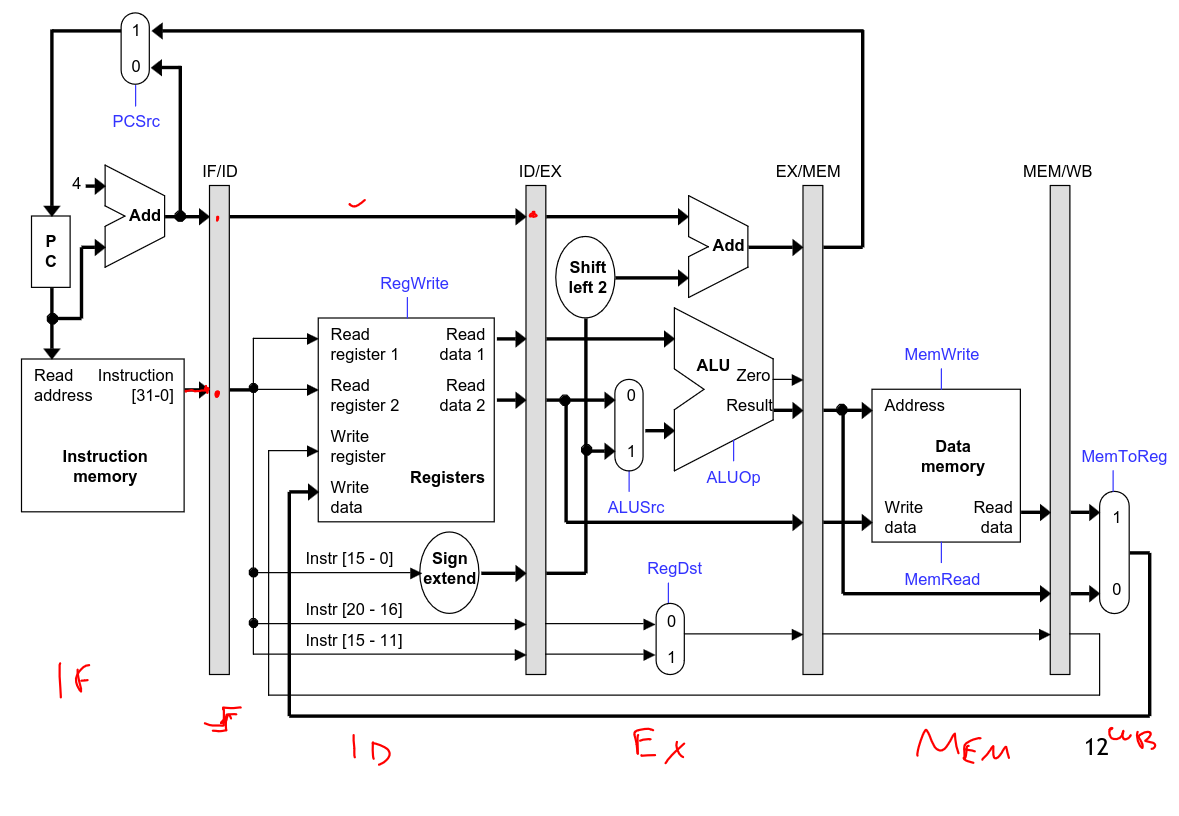 1
0
PCSrc
4
Add
P
C
IF/ID
ID/EX
EX/MEM
MEM/WB
Add
Shift
left 2
RegWrite
Read
address
Instruction
[31-0]
Instruction
memory
Read
register 1
Read
register 2
Write
register
Write
data
Read
data 1
Read
data 2
Registers
0
1
ALUSrc
ALU
Zero
Result
ALUOp
MemWrite
Address
Data
memory
Write
data
Read
data
MemRead
MemToReg
1
0
Instr [15 - 0]
Sign
extend
Instr [20 - 16]
Instr [15 - 11]
RegDst
0
1
IF
ID
EX
MEM
12
WB